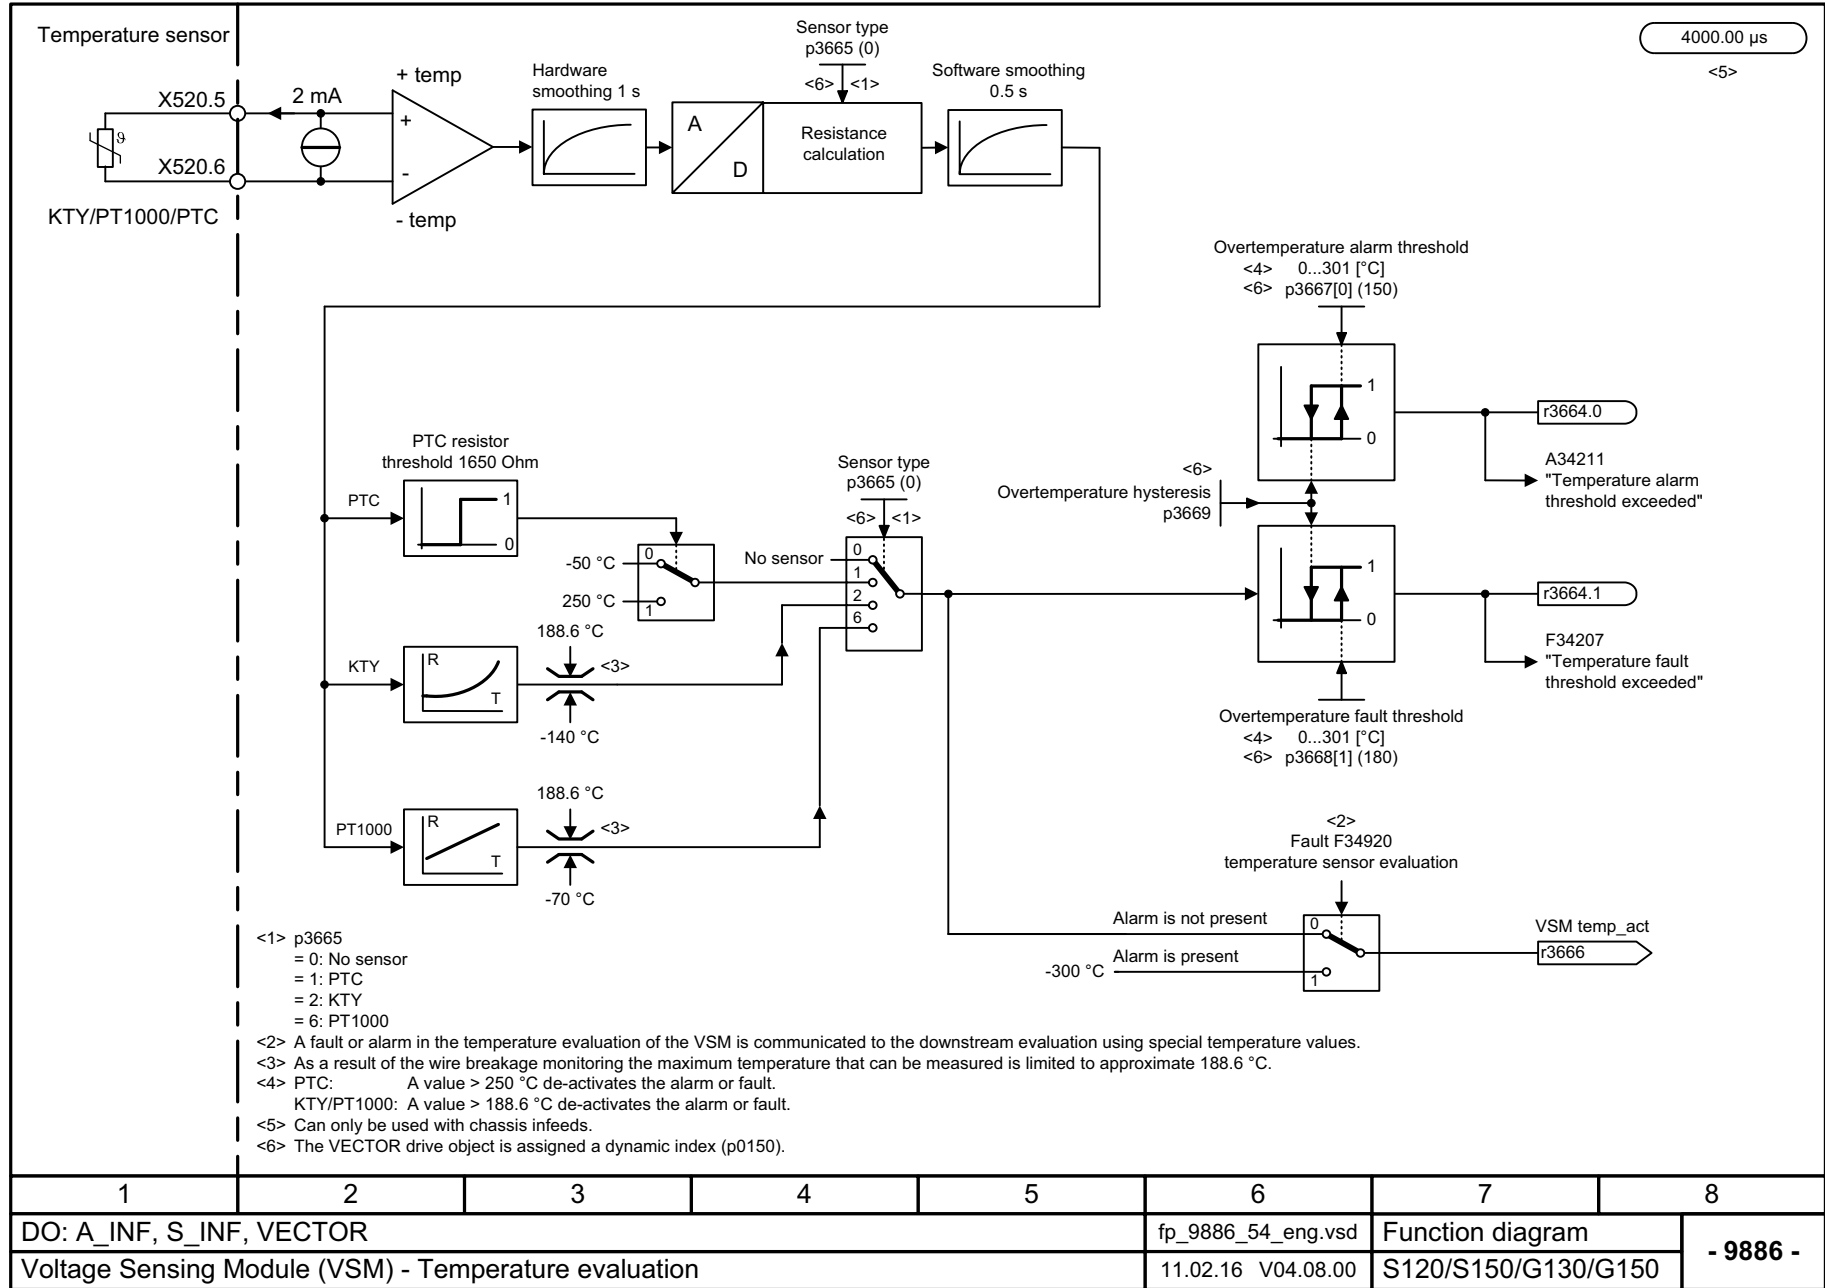 Temperature sensor
X520.5
X520.6
ϑ
KTY/PT1000/PTC
2 mA
+ temp
+
-
- temp
Hardware
smoothing 1 s
Sensor type
p3665 (0)
<6> <1>
A
D
Resistance
calculation
Software smoothing
0.5 s
4000.00 µs
<5>
Overtemperature alarm threshold
<4> 0...301 [°C]
<6> p3667[0] (150)
1
0
r3664.0
A34211
"Temperature alarm
threshold exceeded"
<6>
Overtemperature hysteresis
p3669
1
0
r3664.1
F34207
"Temperature fault
threshold exceeded"
Overtemperature fault threshold
<4> 0...301 [°C]
<6> p3668[1] (180)
PTC resistor
threshold 1650 Ohm
PTC
1
0
-50 °C
0
250 °C
1
Sensor type
p3665 (0)
<6> <1>
No sensor
0
1
2
6
KTY
R
T
188.6 °C
<3>
-140 °C
PT1000
R
T
188.6 °C
<3>
-70 °C
<2>
Fault F34920
temperature sensor evaluation
Alarm is not present
0
Alarm is present
-300 °C
1
VSM temp_act
r3666
<1> p3665
= 0: No sensor
= 1: PTC
= 2: KTY
= 6: PT1000
<2> A fault or alarm in the temperature evaluation of the VSM is communicated to the downstream evaluation using special temperature values.
<3> As a result of the wire breakage monitoring the maximum temperature that can be measured is limited to approximate 188.6 °C.
<4> PTC: A value > 250 °C de-activates the alarm or fault.
KTY/PT1000: A value > 188.6 °C de-activates the alarm or fault.
<5> Can only be used with chassis infeeds.
<6> The VECTOR drive object is assigned a dynamic index (p0150).
1 2 3 4 5 6 7 8
DO: A_INF, S_INF, VECTOR
fp_9886_54_eng.vsd
Function diagram
- 9886 -
Voltage Sensing Module (VSM) - Temperature evaluation
11.02.16 V04.08.00
S120/S150/G130/G150